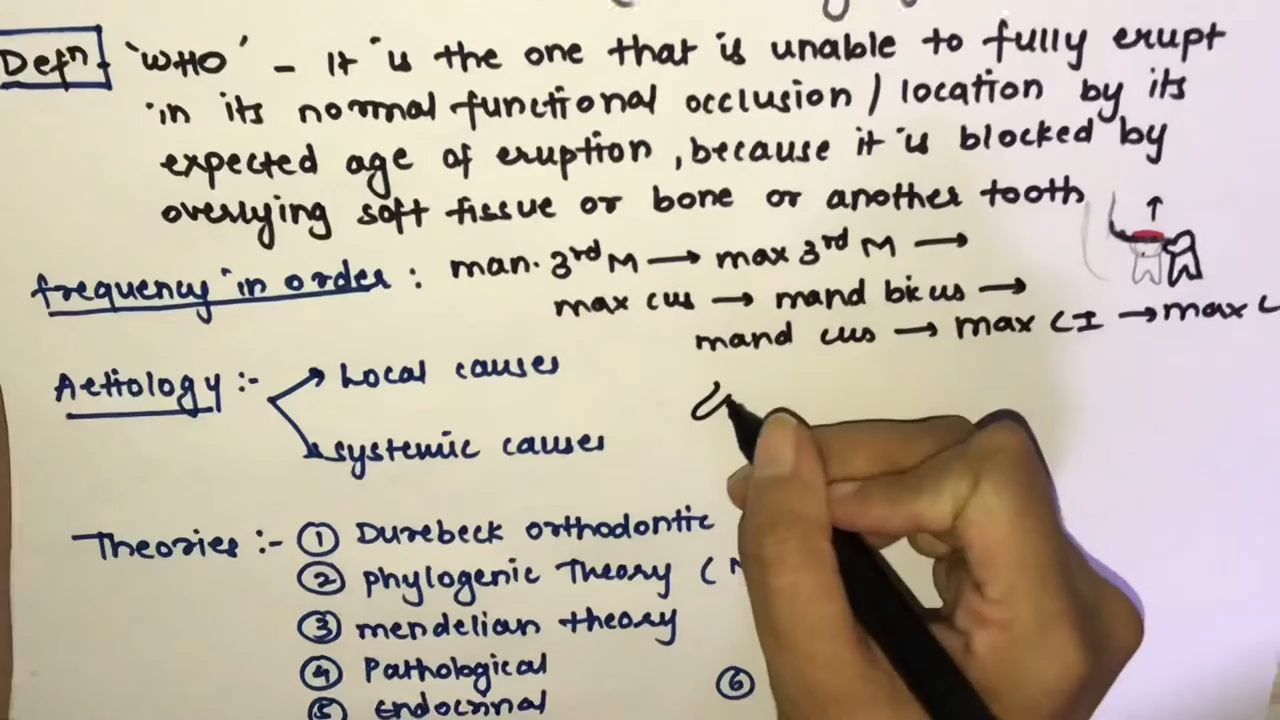 Defn 'WHO' - It is the one that is unable to fully erupt
in its normal functional occlusion / location by its
expected age of eruption, because it is blocked by
overlying soft tissue or bone or another tooth
frequency in order : man. 3rd M → max 3rd M →
max cus → mand bicus →
mand cus → max CI → max
Aetiology :- Local causes
systemic causes
Theories :- ① Durebeck orthodontic
② phylogenic Theory (
③ mendelian theory
④ Pathological
⑤ Endocrinal ⑥